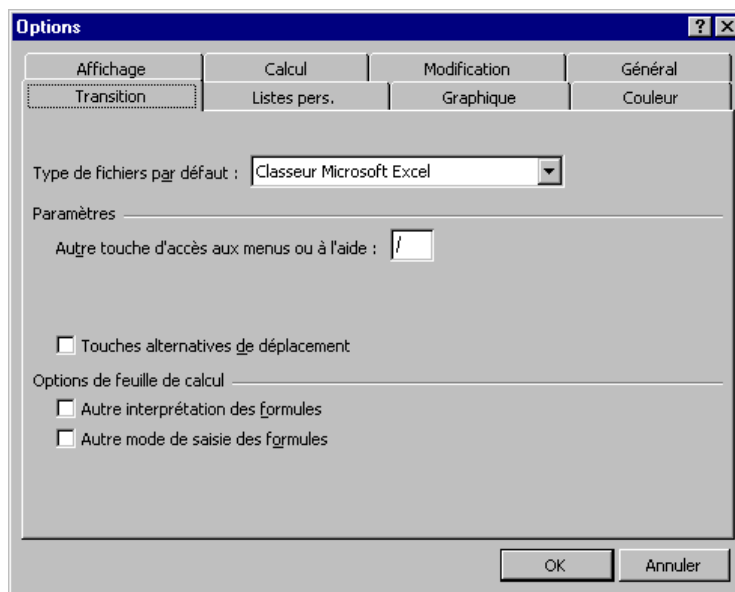 Options
Affichage Calcul Modification Général
Transition Listes pers. Graphique Couleur
Type de fichiers par défaut : Classeur Microsoft Excel
Paramètres
Autre touche d'accès aux menus ou à l'aide : /
Touches alternatives de déplacement
Options de feuille de calcul
Autre interprétation des formules
Autre mode de saisie des formules
OK Annuler